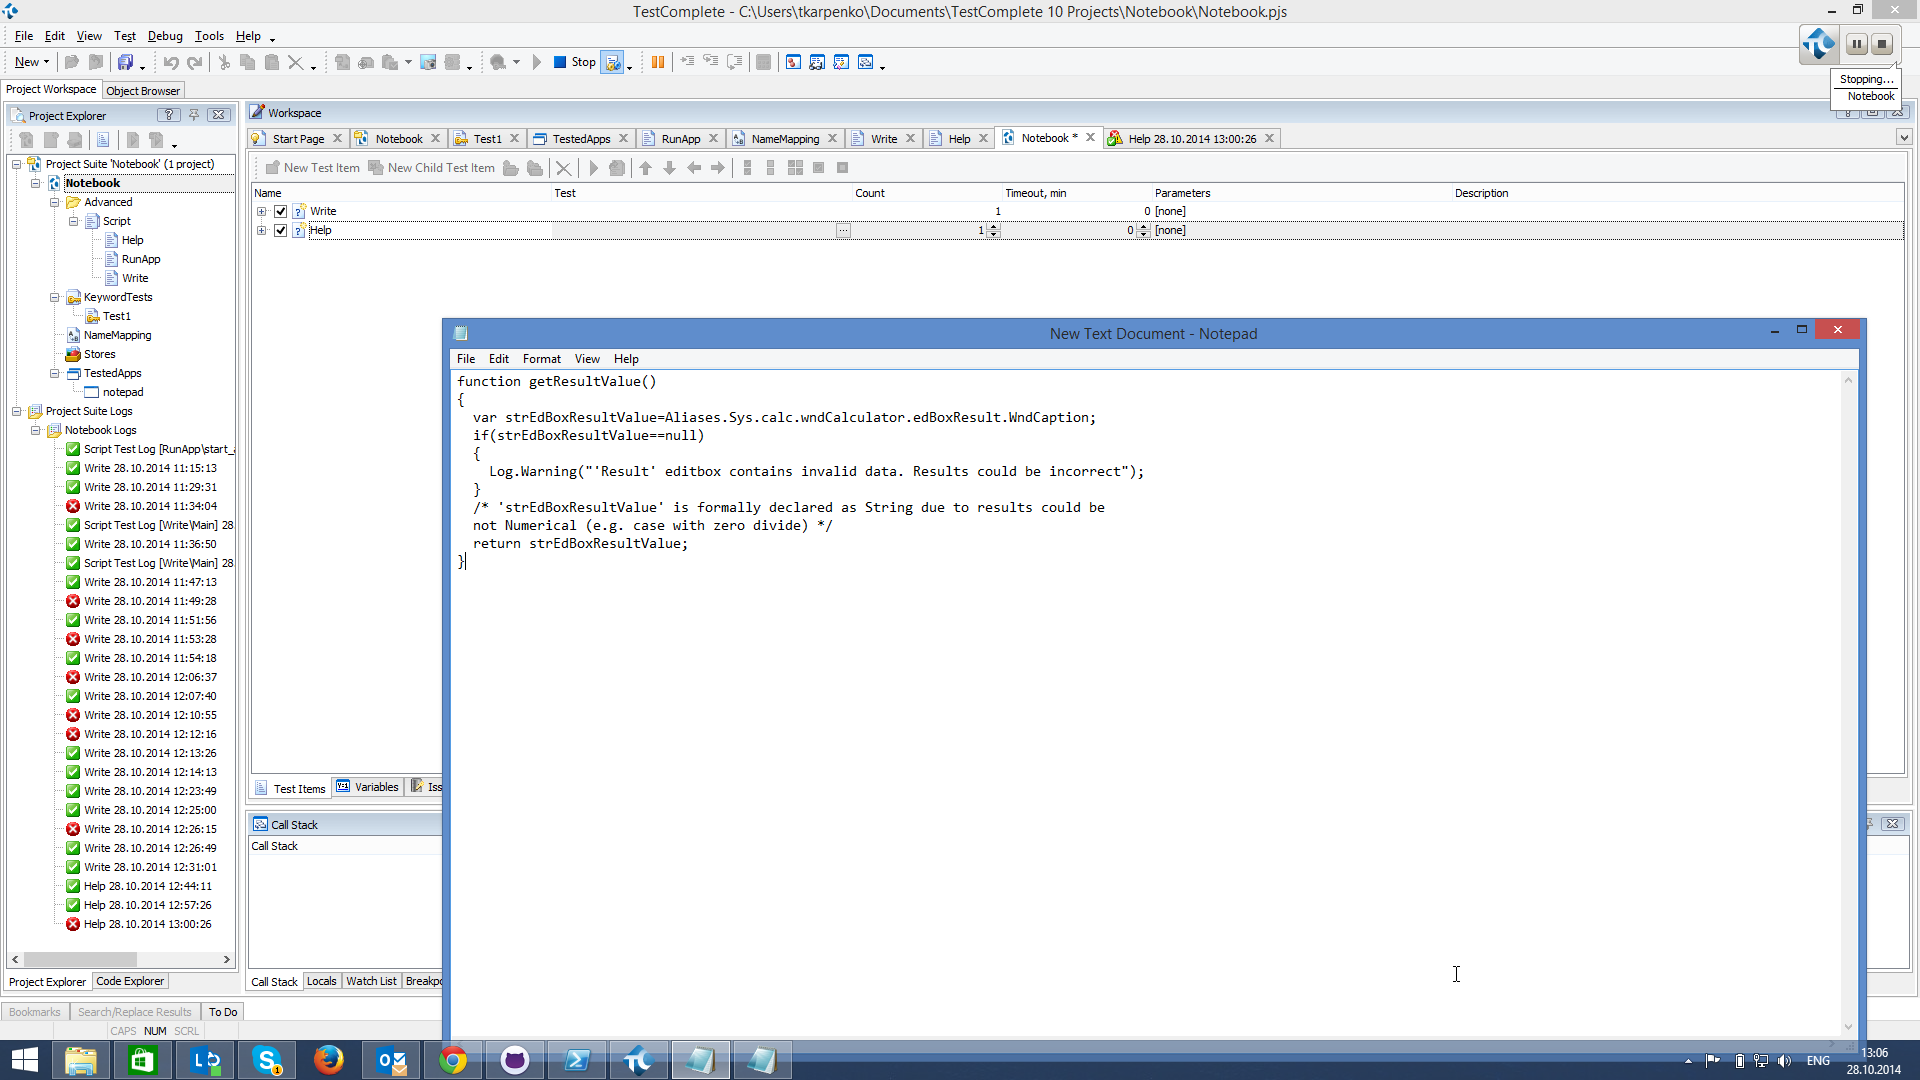 TestComplete - C:\Users\tkarpenko\Documents\TestComplete 10 Projects\Notebook\Notebook.pjs
File Edit View Test Debug Tools Help
New Stop
Stopping...
Notebook
Project Workspace Object Browser
Project Explorer
Workspace
Start Page Notebook Test1 TestedApps RunApp NameMapping Write Help Notebook * Help 28.10.2014 13:00:26
New Test Item New Child Test Item
Name Test Count Timeout, min Parameters Description
Write 1 0 [none]
Help 1 0 [none]
Project Suite 'Notebook' (1 project)
Notebook
Advanced
Script
Help
RunApp
Write
KeywordTests
Test1
NameMapping
Stores
TestedApps
notepad
Project Suite Logs
Notebook Logs
Script Test Log [RunApp\start_
Write 28.10.2014 11:15:13
Write 28.10.2014 11:29:31
Write 28.10.2014 11:34:04
Script Test Log [Write\Main] 28
Write 28.10.2014 11:36:50
Script Test Log [Write\Main] 28
Write 28.10.2014 11:47:13
Write 28.10.2014 11:49:28
Write 28.10.2014 11:51:56
Write 28.10.2014 11:53:28
Write 28.10.2014 11:54:18
Write 28.10.2014 12:06:37
Write 28.10.2014 12:07:40
Write 28.10.2014 12:10:55
Write 28.10.2014 12:12:16
Write 28.10.2014 12:13:26
Write 28.10.2014 12:14:13
Write 28.10.2014 12:23:49
Write 28.10.2014 12:25:00
Write 28.10.2014 12:26:15
Write 28.10.2014 12:26:49
Write 28.10.2014 12:31:01
Help 28.10.2014 12:44:11
Help 28.10.2014 12:57:26
Help 28.10.2014 13:00:26
Project Explorer Code Explorer
New Text Document - Notepad
File Edit Format View Help
function getResultValue()
{
var strEdBoxResultValue=Aliases.Sys.calc.wndCalculator.edBoxResult.WndCaption;
if(strEdBoxResultValue==null)
{
Log.Warning("'Result' editbox contains invalid data. Results could be incorrect");
}
/* 'strEdBoxResultValue' is formally declared as String due to results could be
not Numerical (e.g. case with zero divide) */
return strEdBoxResultValue;
}
Test Items Variables Iss
Call Stack
Call Stack
Call Stack Locals Watch List Breakpo
Bookmarks Search/Replace Results To Do
CAPS NUM SCRL
ENG
13:06
28.10.2014